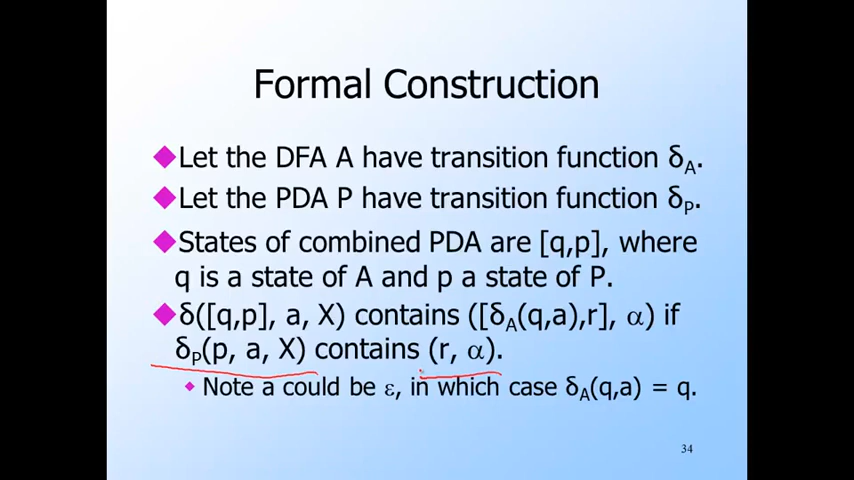 Formal Construction
Let the DFA A have transition function δA.
Let the PDA P have transition function δP.
States of combined PDA are [q,p], where
q is a state of A and p a state of P.
δ([q,p], a, X) contains ([δA(q,a),r], α) if
δP(p, a, X) contains (r, α).
Note a could be ε, in which case δA(q,a) = q.
34